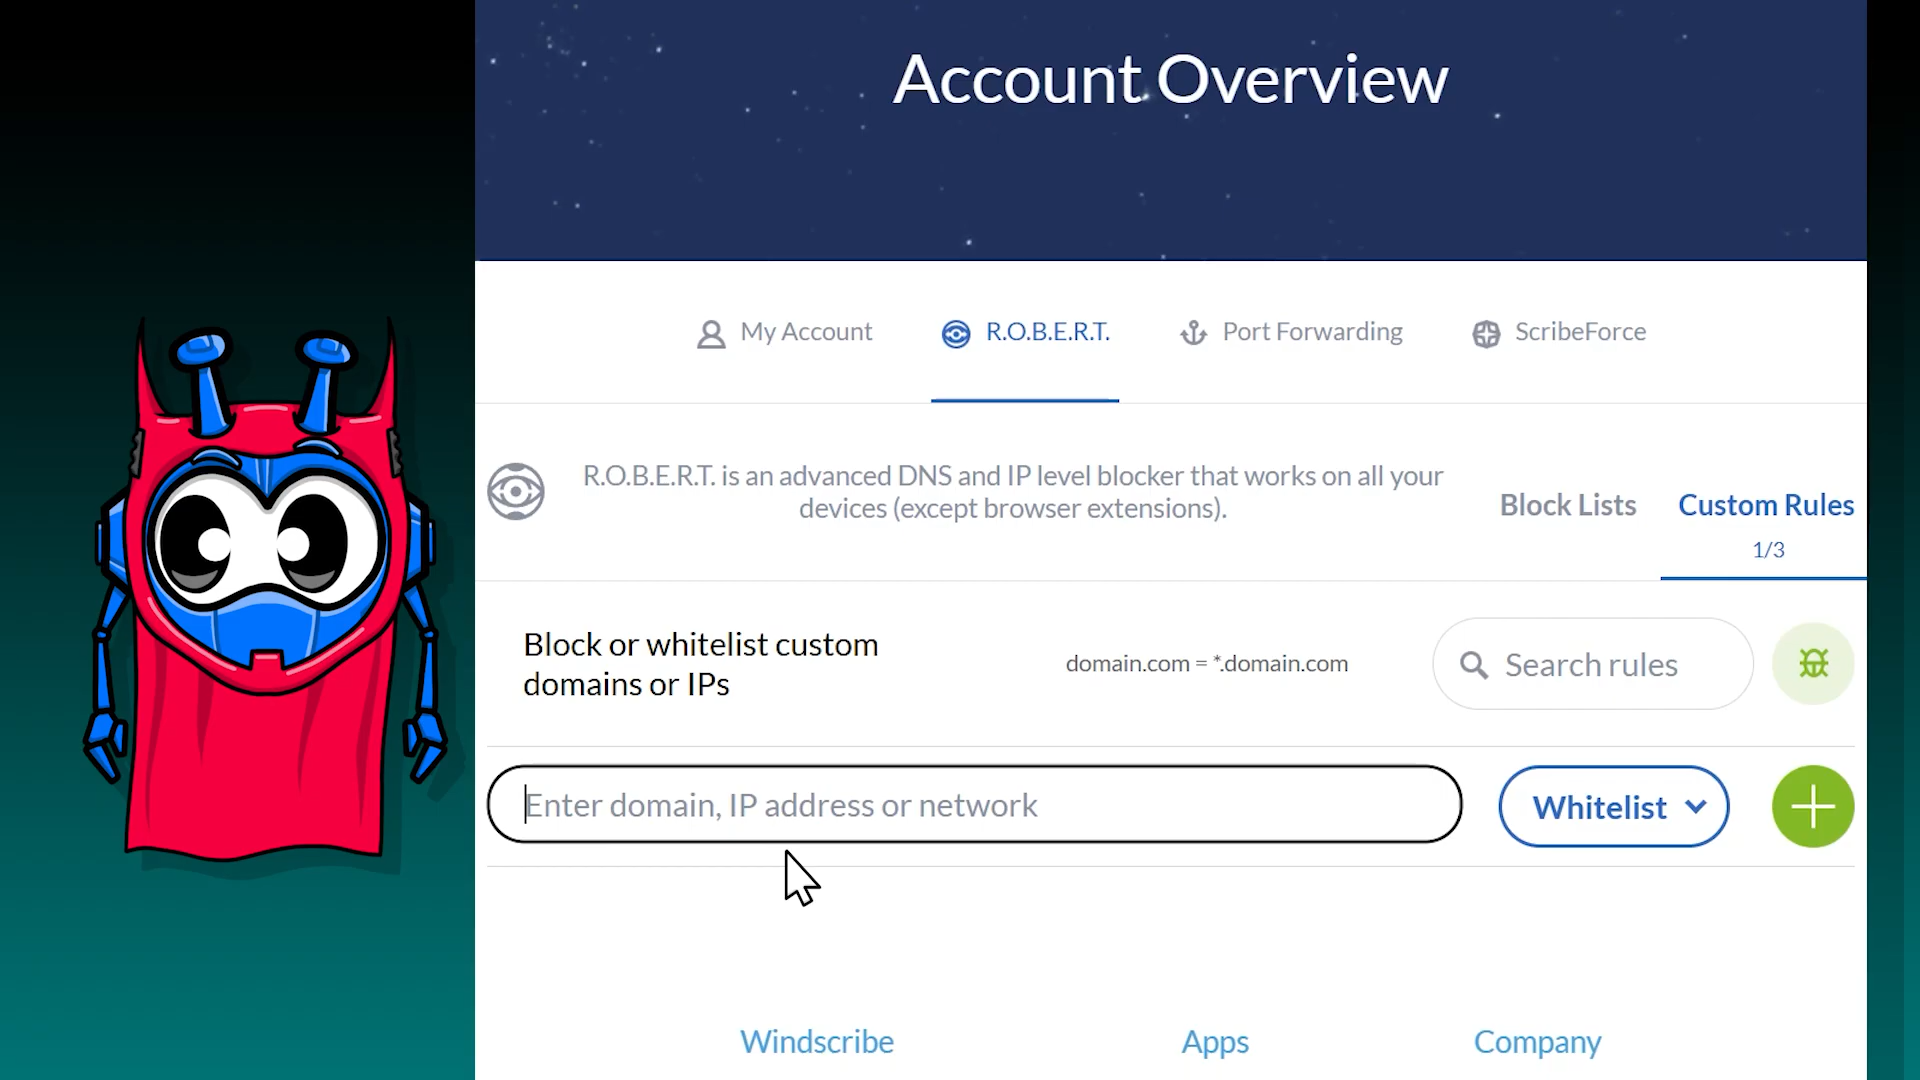 Account Overview
My Account
R.O.B.E.R.T.
Port Forwarding
ScribeForce
R.O.B.E.R.T. is an advanced DNS and IP level blocker that works on all your
devices (except browser extensions).
Block Lists
Custom Rules
1/3
Block or whitelist custom
domains or IPs
domain.com = *.domain.com
Search rules
Enter domain, IP address or network
Whitelist
Windscribe
Apps
Company